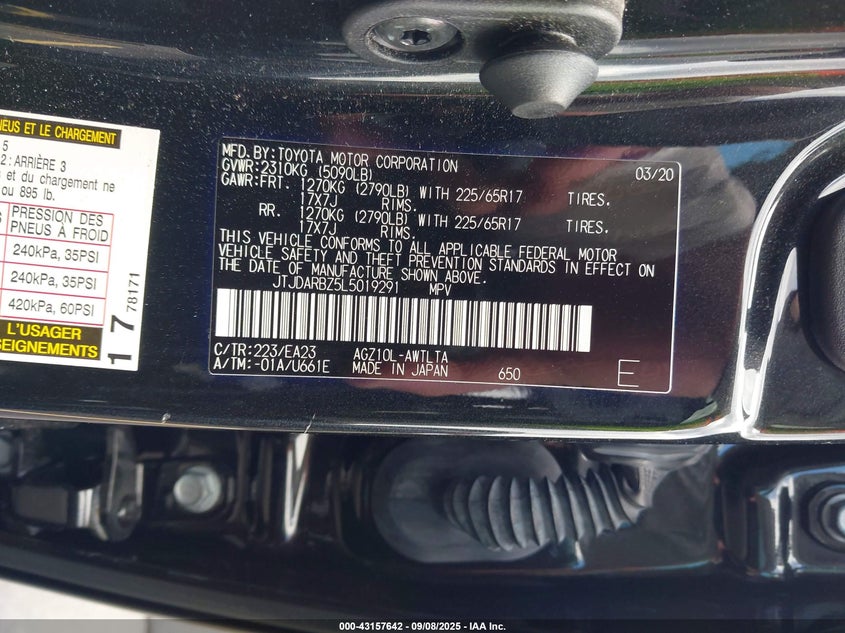 NEUS ET LE CHARGEMENT
5
2: ARRIÈRE 3
et du chargement ne
ou 895 lb.
PRESSION DES
PNEUS À FROID
240kPa, 35PSI
240kPa, 35PSI
420kPa, 60PSI
L'USAGER
SEIGNEMENTS
17
78171
MFD. BY: TOYOTA MOTOR CORPORATION 03/20
GVWR: 2310KG (5090LB)
GAWR: FRT. 1270KG (2790LB) WITH 225/65R17 TIRES.
17X7J RIMS.
RR. 1270KG (2790LB) WITH 225/65R17 TIRES.
17X7J RIMS.
THIS VEHICLE CONFORMS TO ALL APPLICABLE FEDERAL MOTOR
VEHICLE SAFETY AND THEFT PREVENTION STANDARDS IN EFFECT ON
THE DATE OF MANUFACTURE SHOWN ABOVE.
JTJDARBZ5L5019291 MPV
C/TR: 223/EA23 AGZ10L-AWTLTA
A/TM: -01A/U661E MADE IN JAPAN 650 E
000-43157642 - 09/08/2025 - IAA Inc.